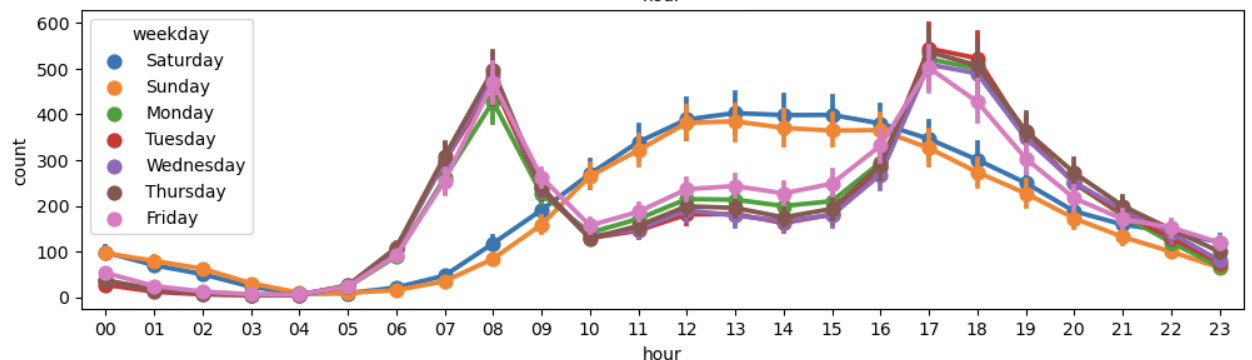 hour
600
500
400
300
200
100
0
count
weekday
Saturday
Sunday
Monday
Tuesday
Wednesday
Thursday
Friday
00 01 02 03 04 05 06 07 08 09 10 11 12 13 14 15 16 17 18 19 20 21 22 23
hour